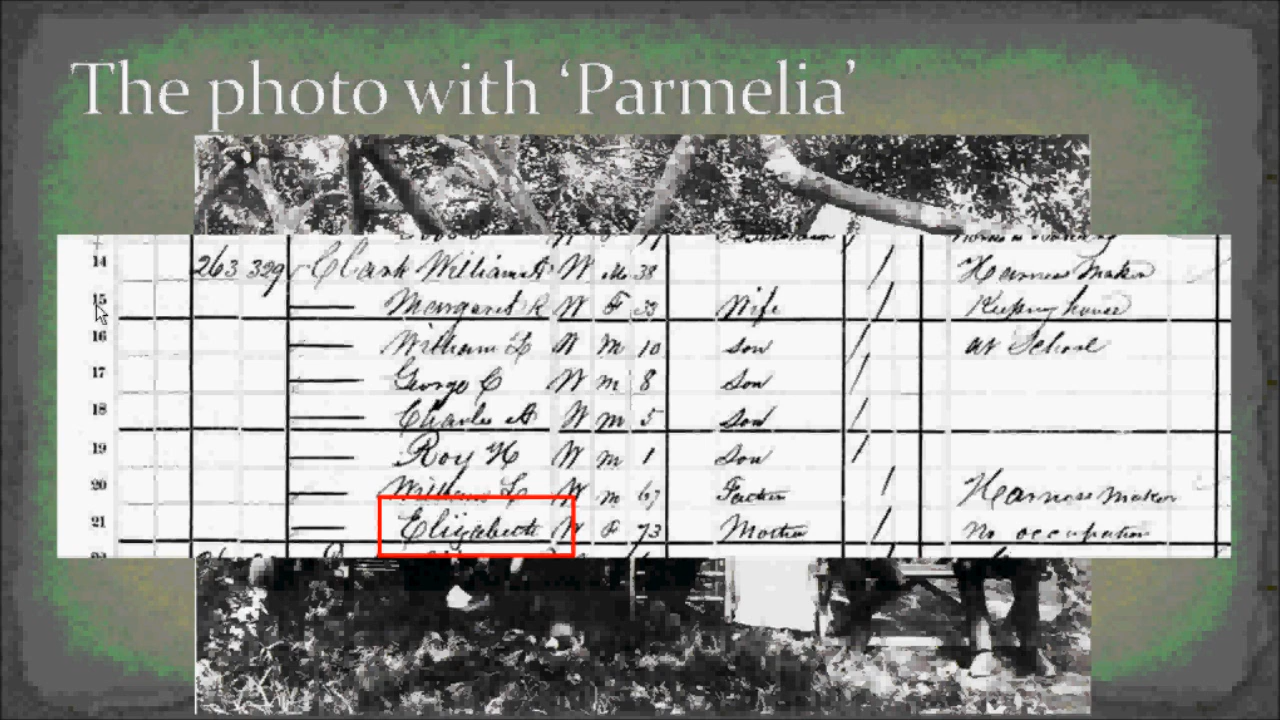 The photo with ‘Parmelia’
14 263 329 Clark William A W M 38 / Harness Maker
15 Margaret R W F 33 Wife / Keeping house
16 William L W m 10 son / at School
17 George C W m 8 Son /
18 Charles A W m 5 Son /
19 Roy H W m 1 Son /
20 William L W m 67 Father / Harness maker
21 Elizabeth W F 73 Mother / No occupation